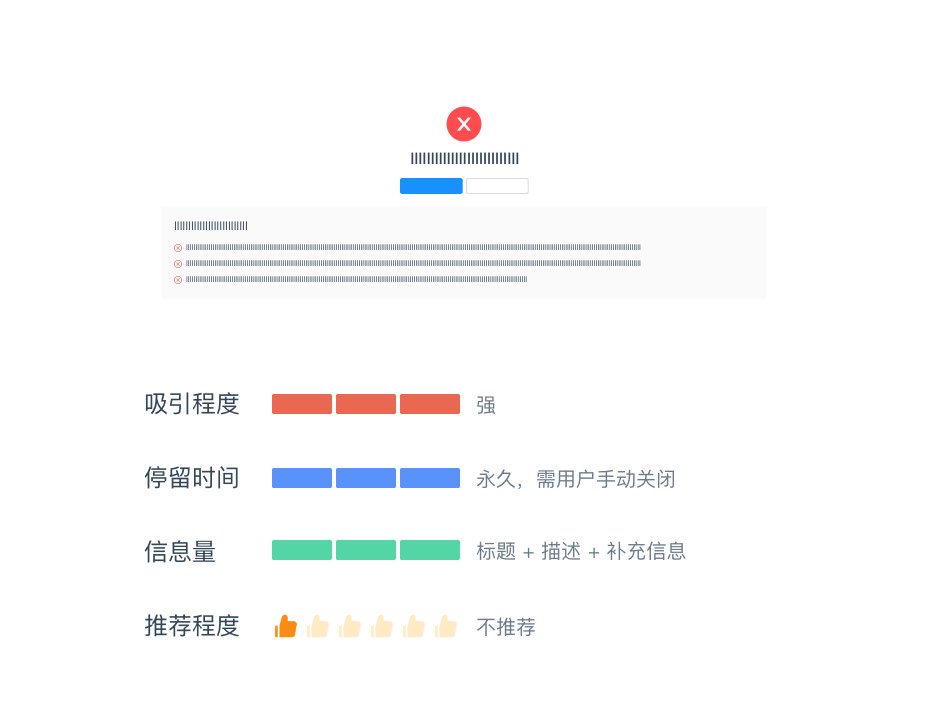 吸引程度
强
停留时间
永久，需用户手动关闭
信息量
标题 + 描述 + 补充信息
推荐程度
不推荐